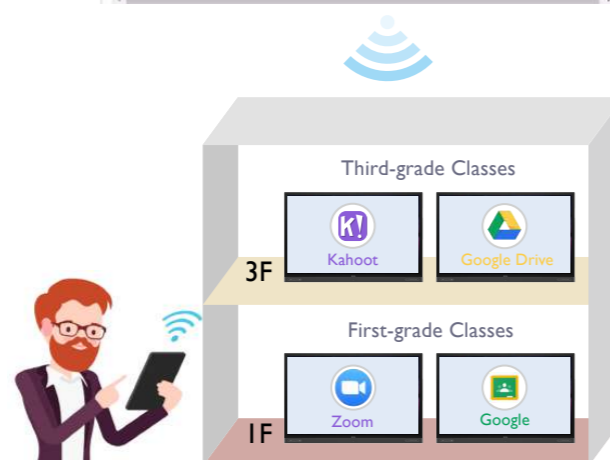 Third-grade Classes
K!
Kahoot
Google Drive
3F
First-grade Classes
Zoom
Google
1F